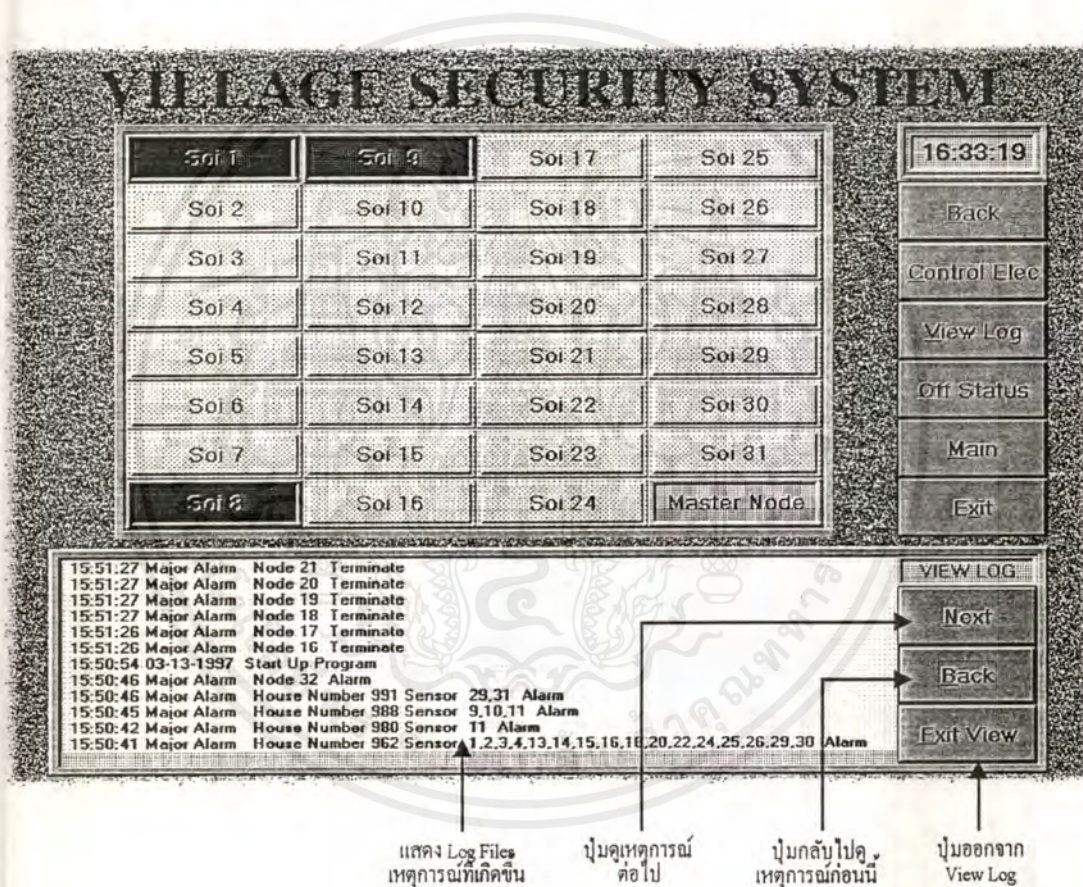 VILLAGE SECURITY SYSTEM
Soi 1 Soi 9 Soi 17 Soi 25
Soi 2 Soi 10 Soi 18 Soi 26
Soi 3 Soi 11 Soi 19 Soi 27
Soi 4 Soi 12 Soi 20 Soi 28
Soi 5 Soi 13 Soi 21 Soi 29
Soi 6 Soi 14 Soi 22 Soi 30
Soi 7 Soi 15 Soi 23 Soi 31
Soi 8 Soi 16 Soi 24 Master Node
16:33:19
Back
Control Elec
View Log
Off Status
Main
Exit
15:51:27 Major Alarm Node 21 Terminate
15:51:27 Major Alarm Node 20 Terminate
15:51:27 Major Alarm Node 19 Terminate
15:51:27 Major Alarm Node 18 Terminate
15:51:26 Major Alarm Node 17 Terminate
15:51:26 Major Alarm Node 16 Terminate
15:50:54 03-13-1997 Start Up Program
15:50:46 Major Alarm Node 32 Alarm
15:50:46 Major Alarm House Number 991 Sensor 29,31 Alarm
15:50:45 Major Alarm House Number 988 Sensor 9,10,11 Alarm
15:50:42 Major Alarm House Number 980 Sensor 11 Alarm
15:50:41 Major Alarm House Number 962 Sensor 1,2,3,4,13,14,15,16,18,20,22,24,25,26,29,30 Alarm
VIEW LOG
Next
Back
Exit View
แสดง Log Files
เหตุการณ์ที่เกิดขึ้น
ปุ่มดูเหตุการณ์
ต่อไป
ปุ่มกลับไปดู
เหตุการณ์ก่อนนี้
ปุ่มออกจาก
View Log